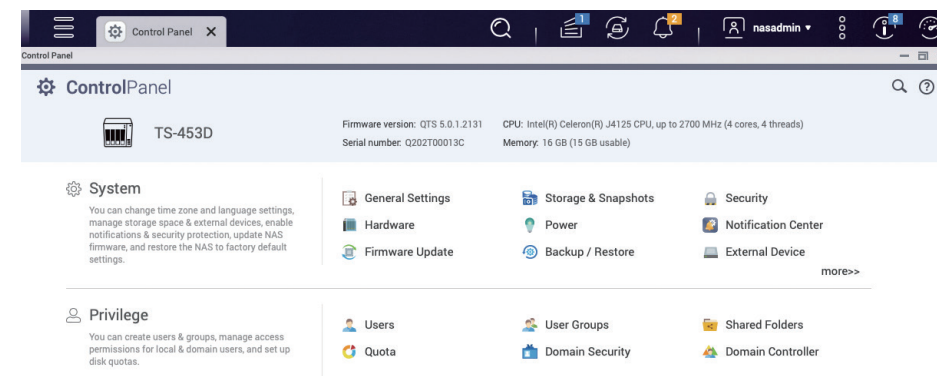 Control Panel
1
2
nasadmin
8
Control Panel
ControlPanel
TS-453D
Firmware version: QTS 5.0.1.2131
CPU: Intel(R) Celeron(R) J4125 CPU, up to 2700 MHz (4 cores, 4 threads)
Serial number: Q202T00013C
Memory: 16 GB (15 GB usable)
System
You can change time zone and language settings,
manage storage space & external devices, enable
notifications & security protection, update NAS
firmware, and restore the NAS to factory default
settings.
General Settings
Storage & Snapshots
Security
Hardware
Power
Notification Center
Firmware Update
Backup / Restore
External Device
more>>
Privilege
You can create users & groups, manage access
permissions for local & domain users, and set up
disk quotas.
Users
User Groups
Shared Folders
Quota
Domain Security
Domain Controller